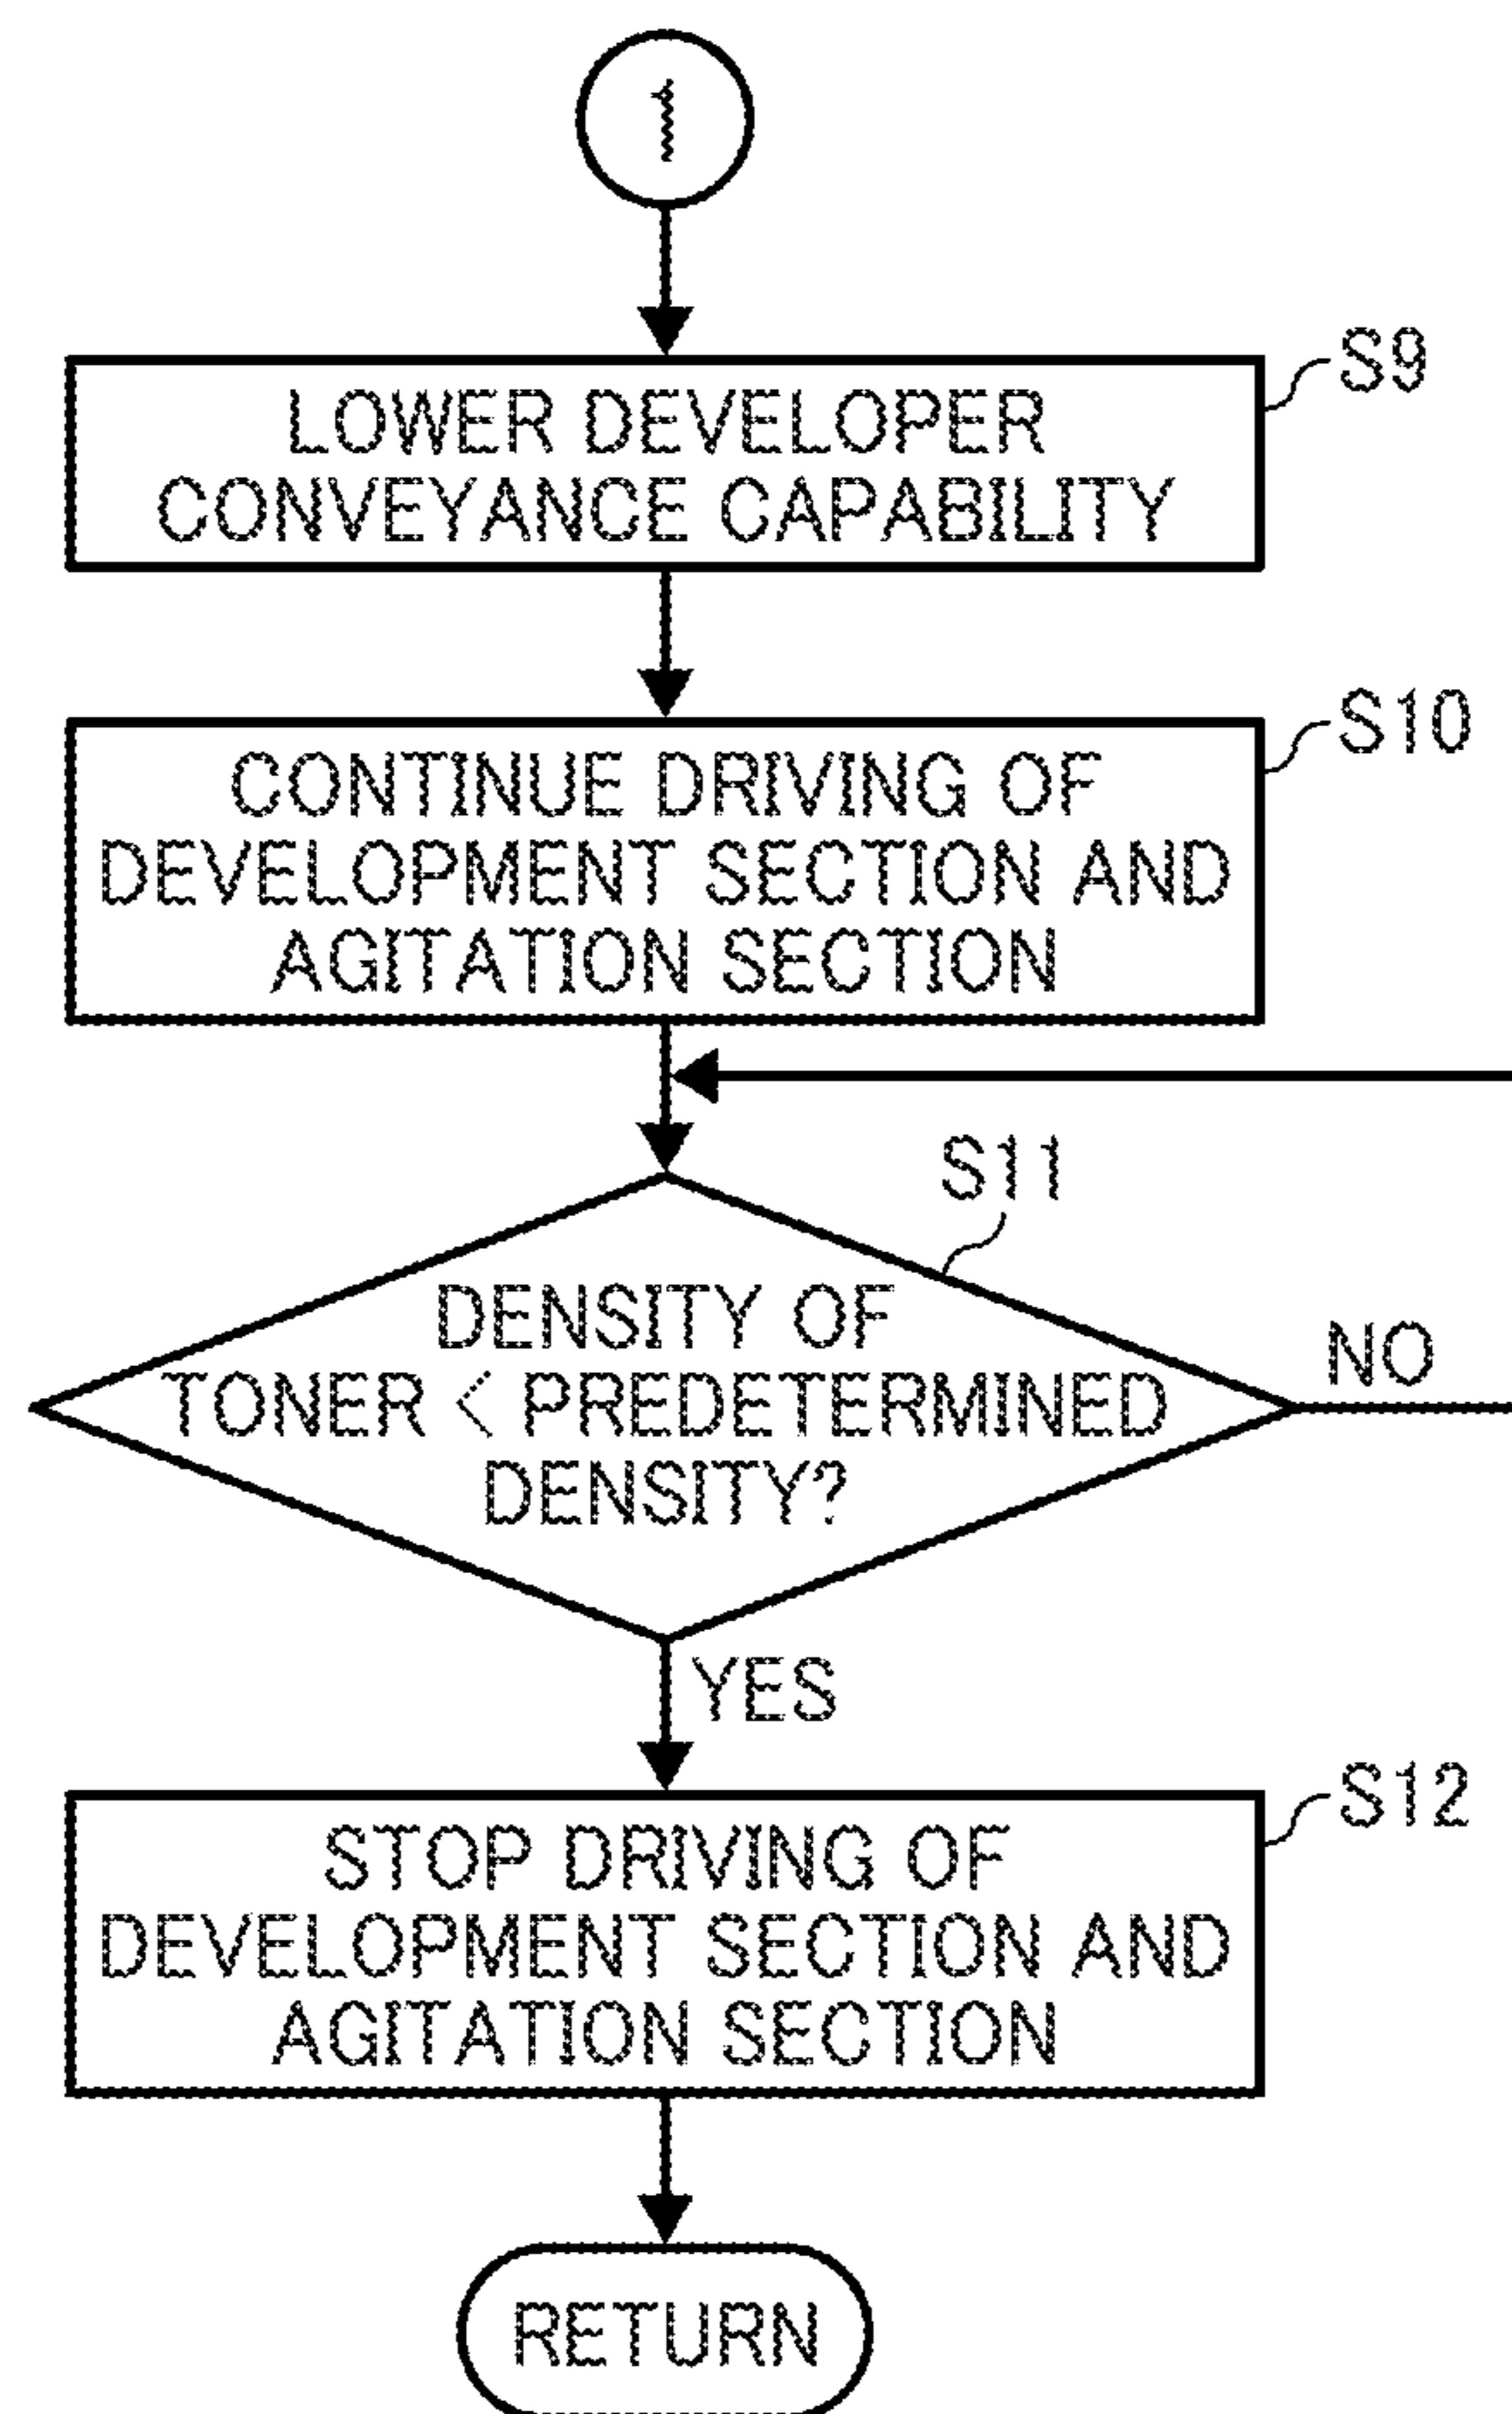 1
S9
LOWER DEVELOPER
CONVEYANCE CAPABILITY
S10
CONTINUE DRIVING OF
DEVELOPMENT SECTION AND
AGITATION SECTION
S11
DENSITY OF
TONER < PREDETERMINED
DENSITY?
NO
YES
S12
STOP DRIVING OF
DEVELOPMENT SECTION AND
AGITATION SECTION
RETURN